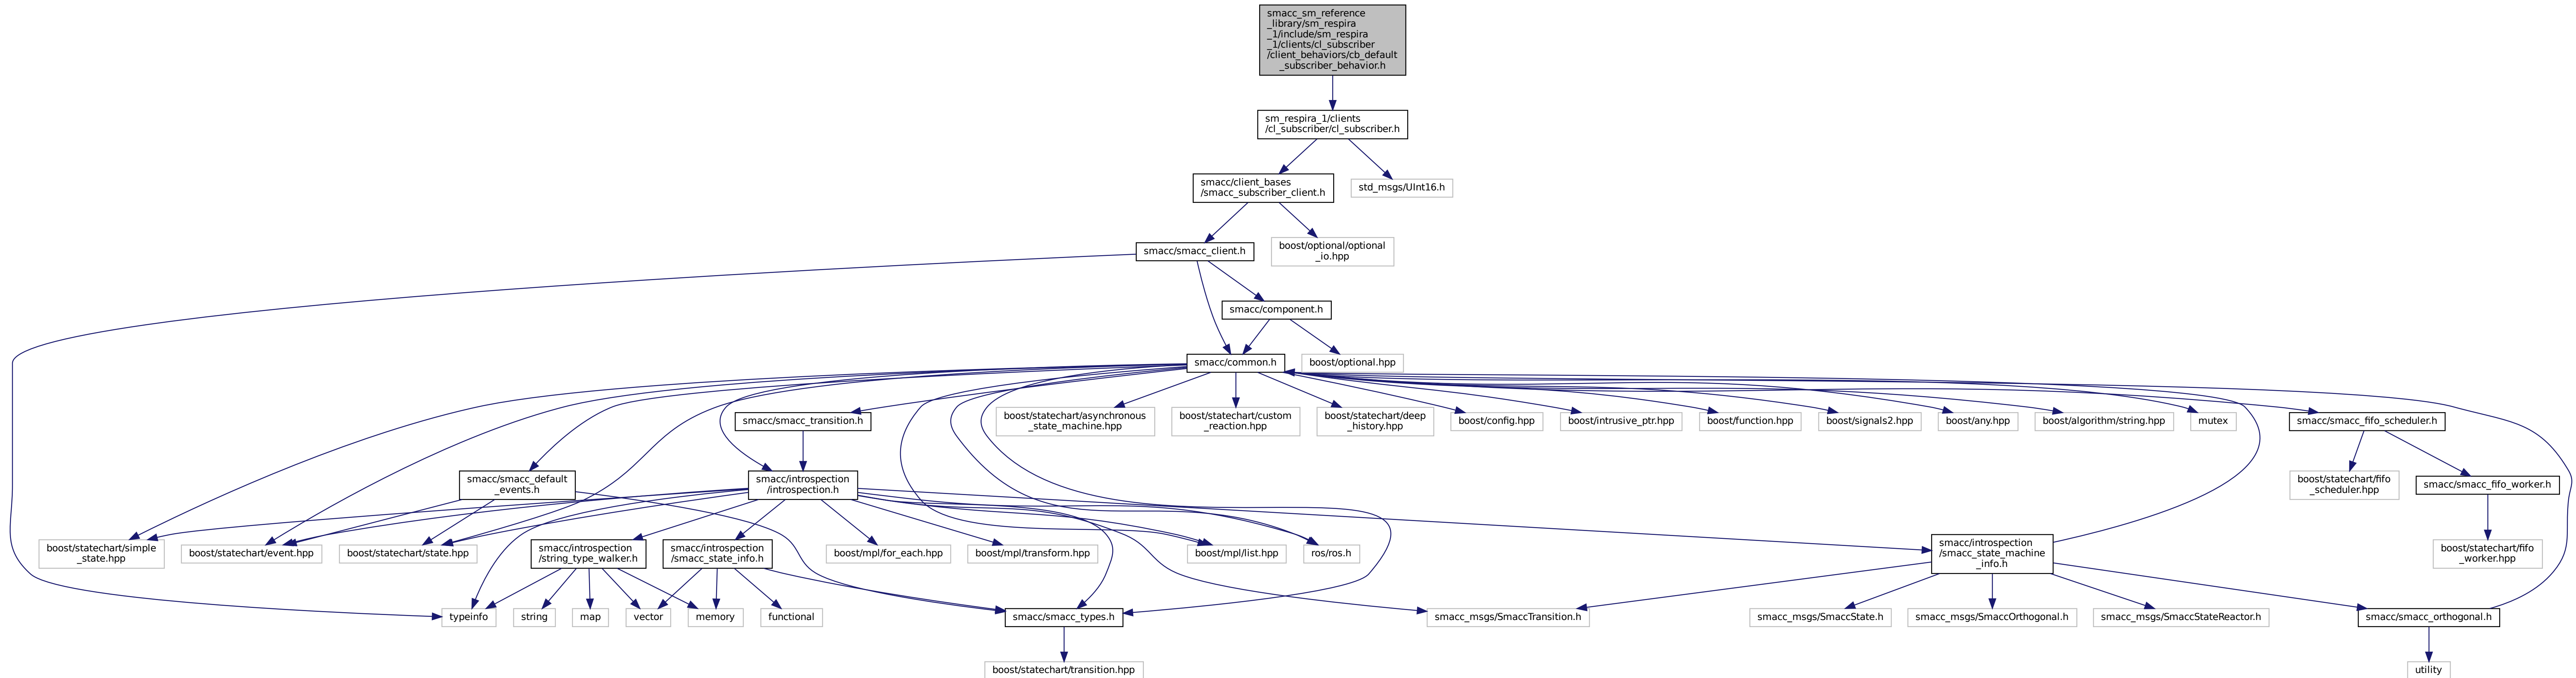 smacc_sm_reference
_library/sm_respira
_1/include/sm_respira
_1/clients/cl_subscriber
/client_behaviors/cb_default
_subscriber_behavior.h
sm_respira_1/clients
/cl_subscriber/cl_subscriber.h
smacc/client_bases
/smacc_subscriber_client.h
std_msgs/UInt16.h
smacc/smacc_client.h
boost/optional/optional
_io.hpp
smacc/component.h
smacc/common.h
boost/optional.hpp
smacc/smacc_transition.h
boost/statechart/asynchronous
_state_machine.hpp
boost/statechart/custom
_reaction.hpp
boost/statechart/deep
_history.hpp
boost/config.hpp
boost/intrusive_ptr.hpp
boost/function.hpp
boost/signals2.hpp
boost/any.hpp
boost/algorithm/string.hpp
mutex
smacc/smacc_fifo_scheduler.h
smacc/smacc_default
_events.h
smacc/introspection
/introspection.h
boost/statechart/fifo
_scheduler.hpp
smacc/smacc_fifo_worker.h
boost/statechart/simple
_state.hpp
boost/statechart/event.hpp
boost/statechart/state.hpp
smacc/introspection
/string_type_walker.h
smacc/introspection
/smacc_state_info.h
boost/mpl/for_each.hpp
boost/mpl/transform.hpp
boost/mpl/list.hpp
ros/ros.h
smacc/introspection
/smacc_state_machine
_info.h
boost/statechart/fifo
_worker.hpp
typeinfo
string
map
vector
memory
functional
smacc/smacc_types.h
smacc_msgs/SmaccTransition.h
smacc_msgs/SmaccState.h
smacc_msgs/SmaccOrthogonal.h
smacc_msgs/SmaccStateReactor.h
smacc/smacc_orthogonal.h
boost/statechart/transition.hpp
utility